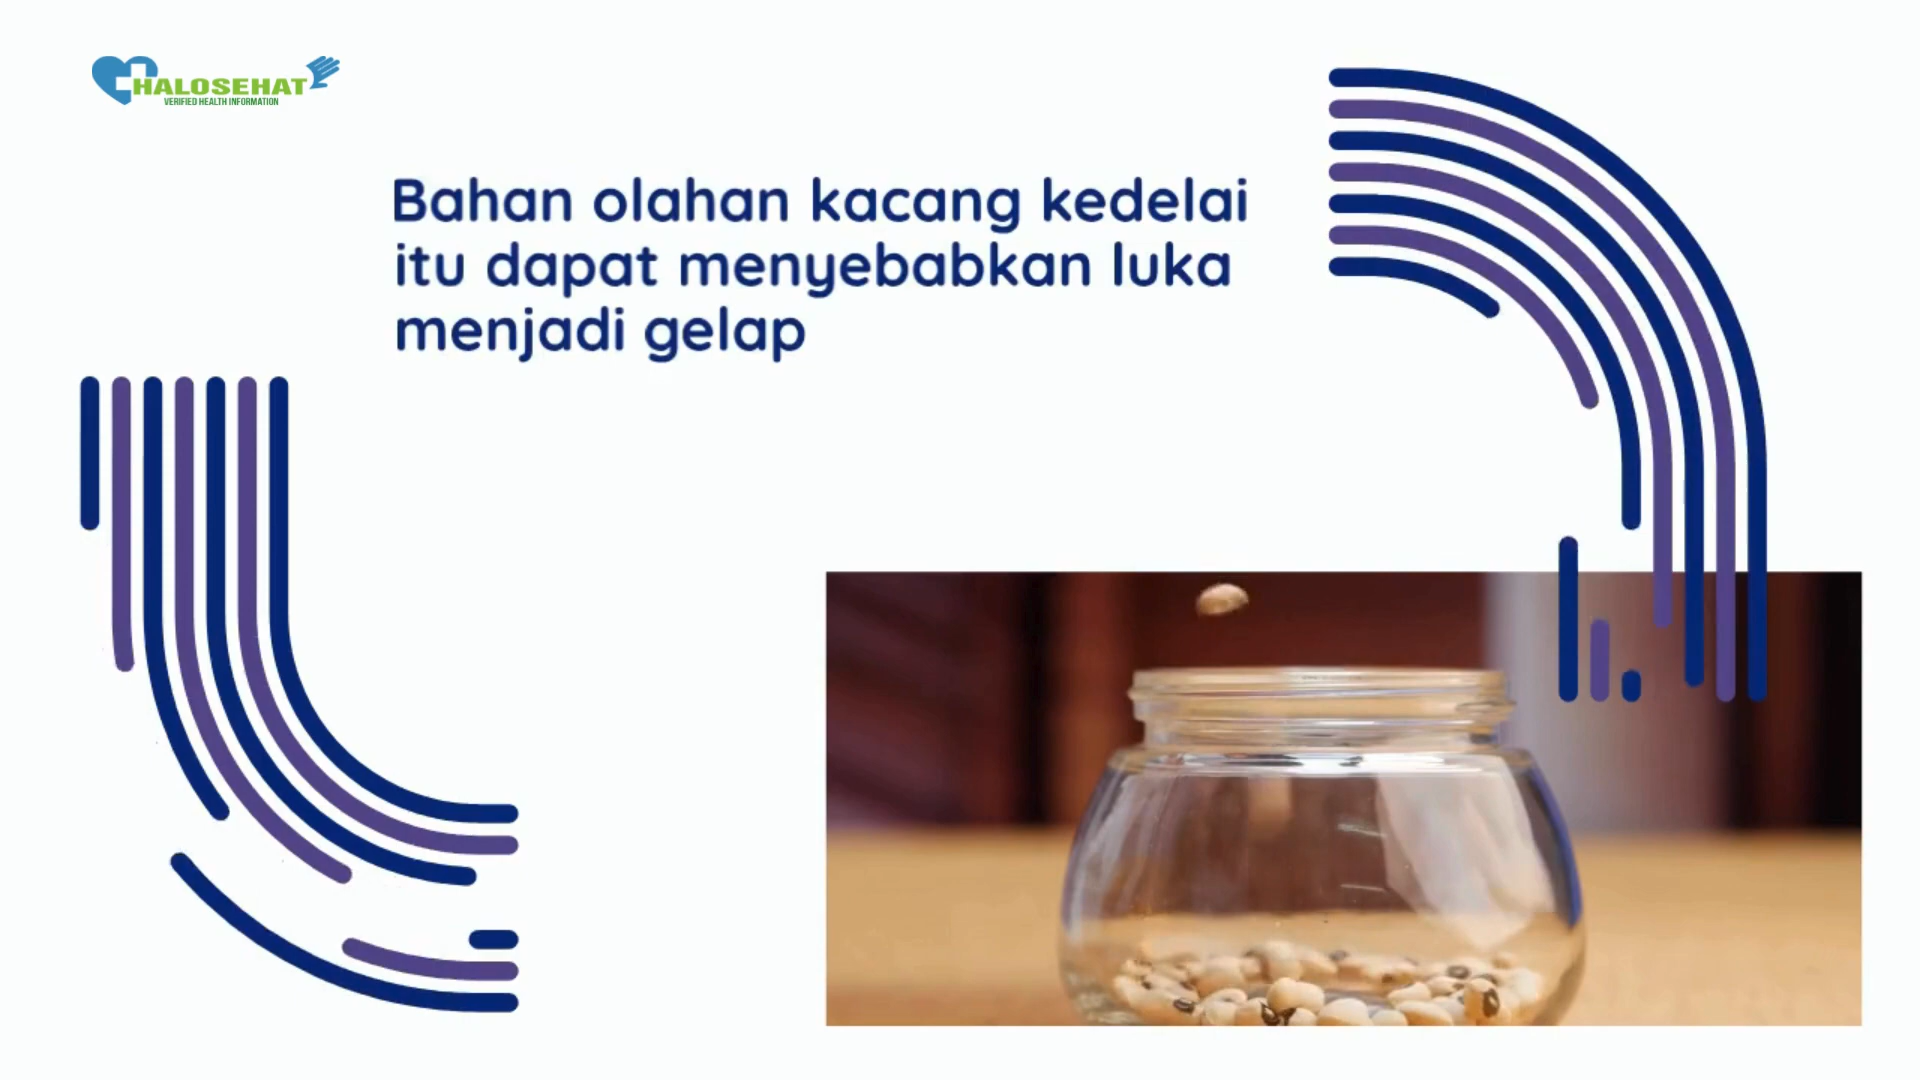 HALOSEHAT
VERIFIED HEALTH INFORMATION
Bahan olahan kacang kedelai
itu dapat menyebabkan luka
menjadi gelap